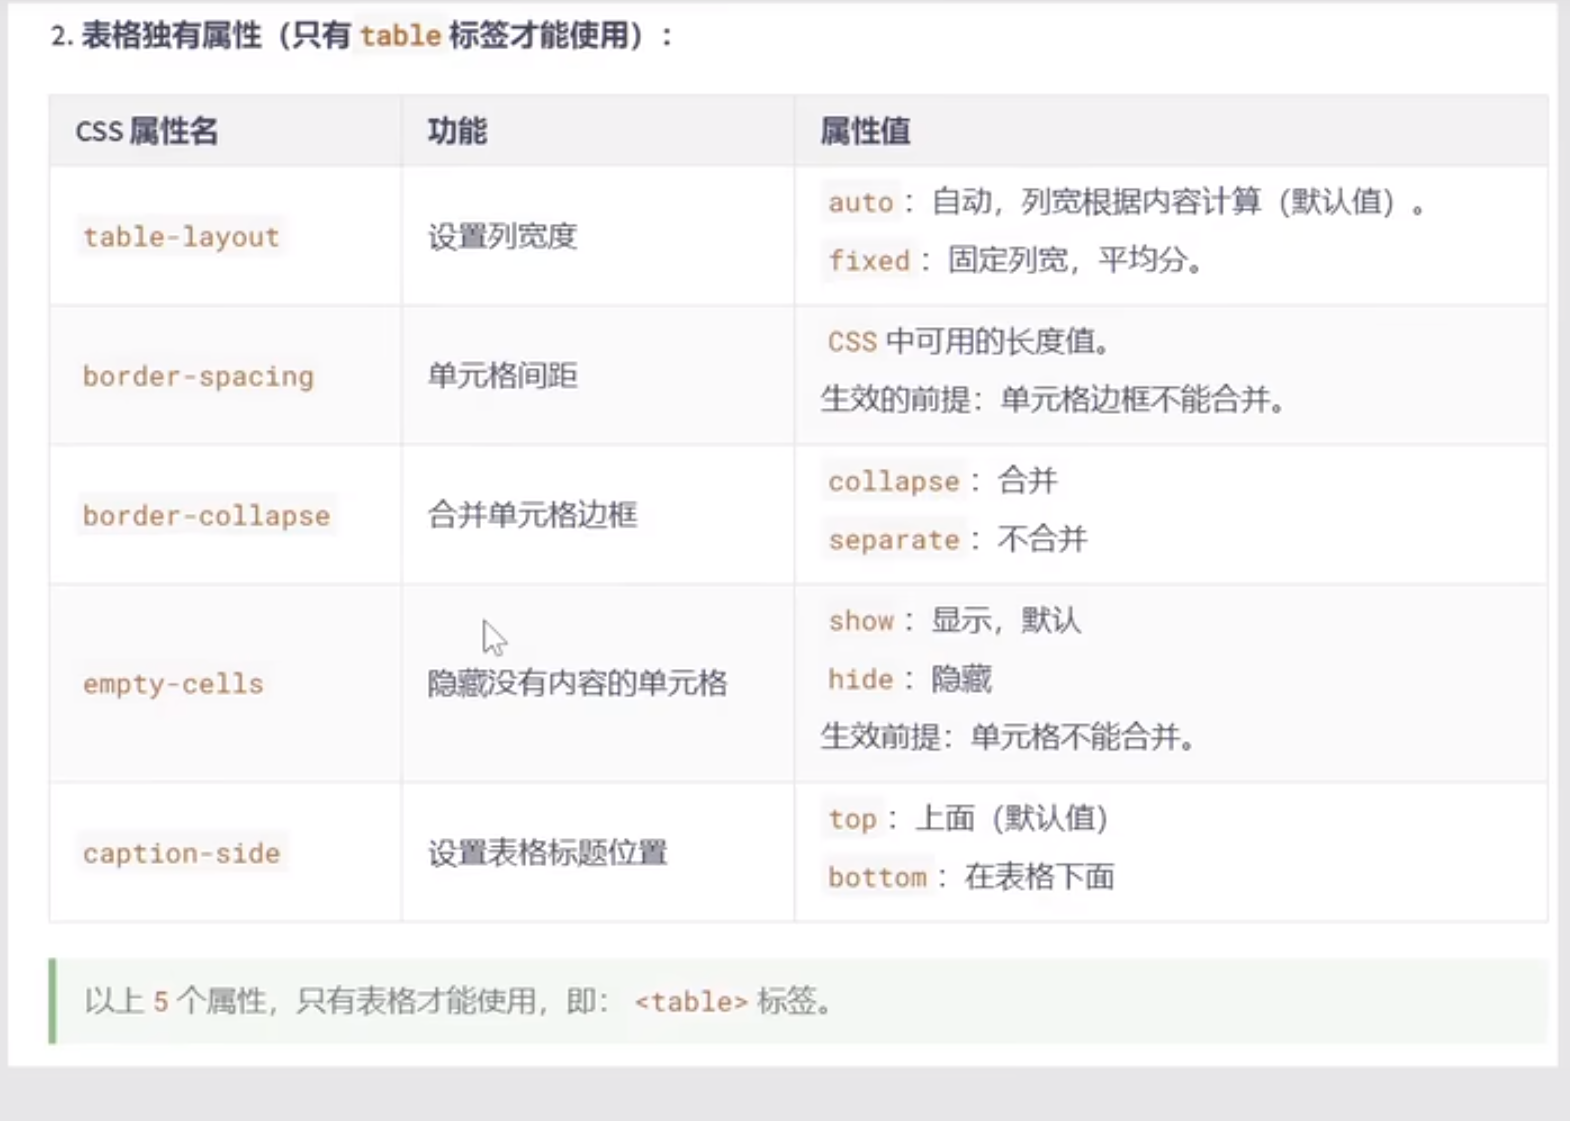 2. 表格独有属性（只有 table 标签才能使用）：
CSS 属性名 功能 属性值
table-layout 设置列宽度
auto：自动，列宽根据内容计算（默认值）。
fixed：固定列宽，平均分。
border-spacing 单元格间距
CSS 中可用的长度值。
生效的前提：单元格边框不能合并。
border-collapse 合并单元格边框
collapse：合并
separate：不合并
empty-cells 隐藏没有内容的单元格
show：显示，默认
hide：隐藏
生效前提：单元格不能合并。
caption-side 设置表格标题位置
top：上面（默认值）
bottom：在表格下面
以上 5 个属性，只有表格才能使用，即： <table> 标签。